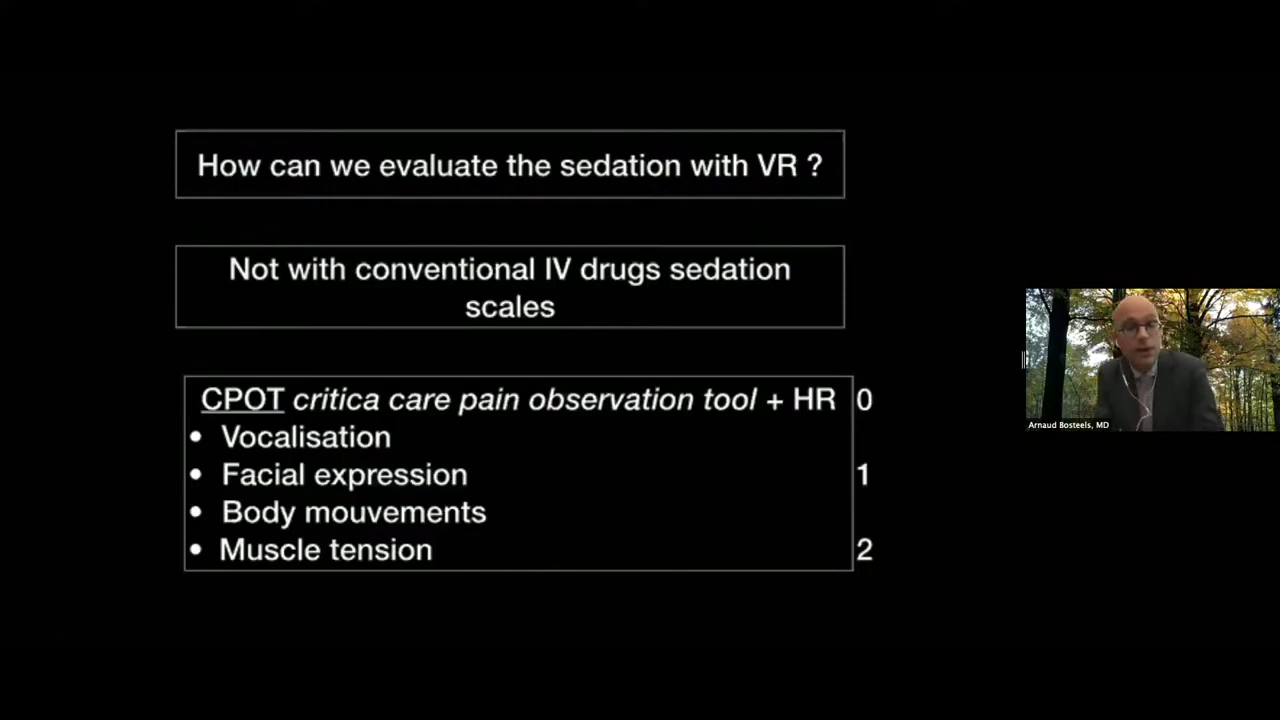 How can we evaluate the sedation with VR ?
Not with conventional IV drugs sedation
scales
CPOT critica care pain observation tool + HR 0
• Vocalisation
• Facial expression 1
• Body mouvements
• Muscle tension 2
Arnaud Bosteels, MD